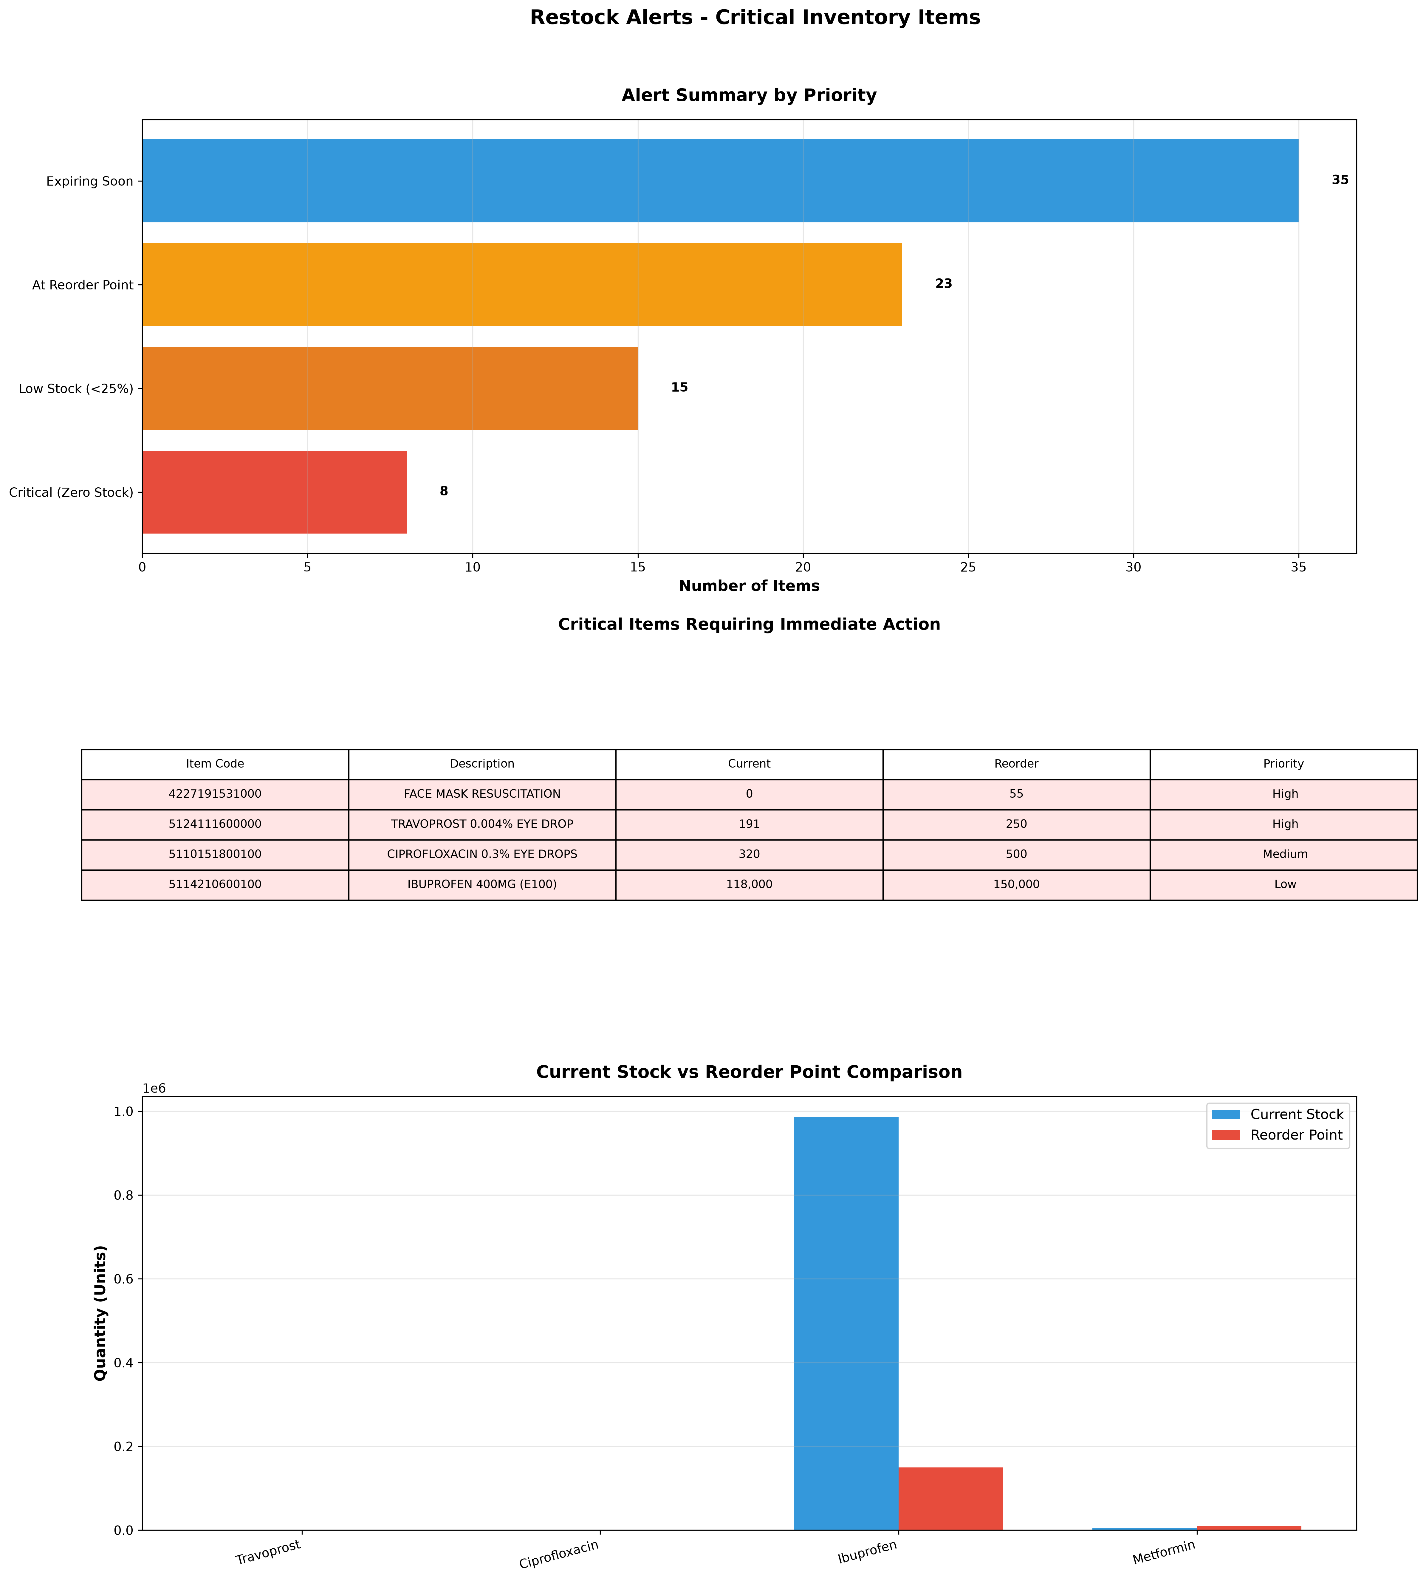 Restock Alerts - Critical Inventory Items
Alert Summary by Priority
Expiring Soon
35
At Reorder Point
23
Low Stock (<25%)
15
Critical (Zero Stock)
8
0 5 10 15 20 25 30 35
Number of Items
Critical Items Requiring Immediate Action
Item Code Description Current Reorder Priority
4227191531000 FACE MASK RESUSCITATION 0 55 High
5124111600000 TRAVOPROST 0.004% EYE DROP 191 250 High
5110151800100 CIPROFLOXACIN 0.3% EYE DROPS 320 500 Medium
5114210600100 IBUPROFEN 400MG (E100) 118,000 150,000 Low
Current Stock vs Reorder Point Comparison
1e6
Current Stock
Reorder Point
1.0
0.8
0.6
0.4
0.2
0.0
Quantity (Units)
Travoprost Ciprofloxacin Ibuprofen Metformin